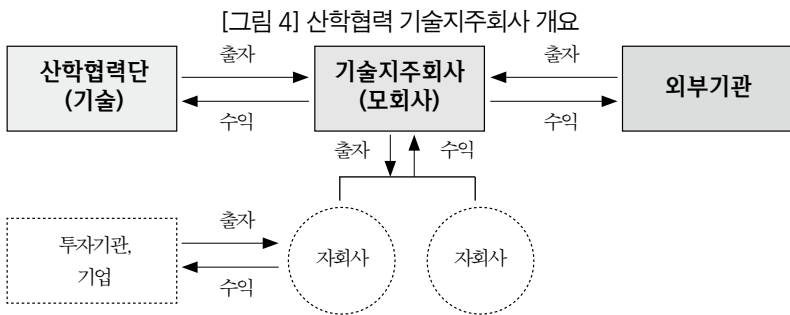 [그림 4] 산학협력 기술지주회사 개요
산학협력단
(기술)
출자
수익
기술지주회사
(모회사)
출자
수익
외부기관
출자
수익
투자기관,
기업
출자
수익
자회사
자회사